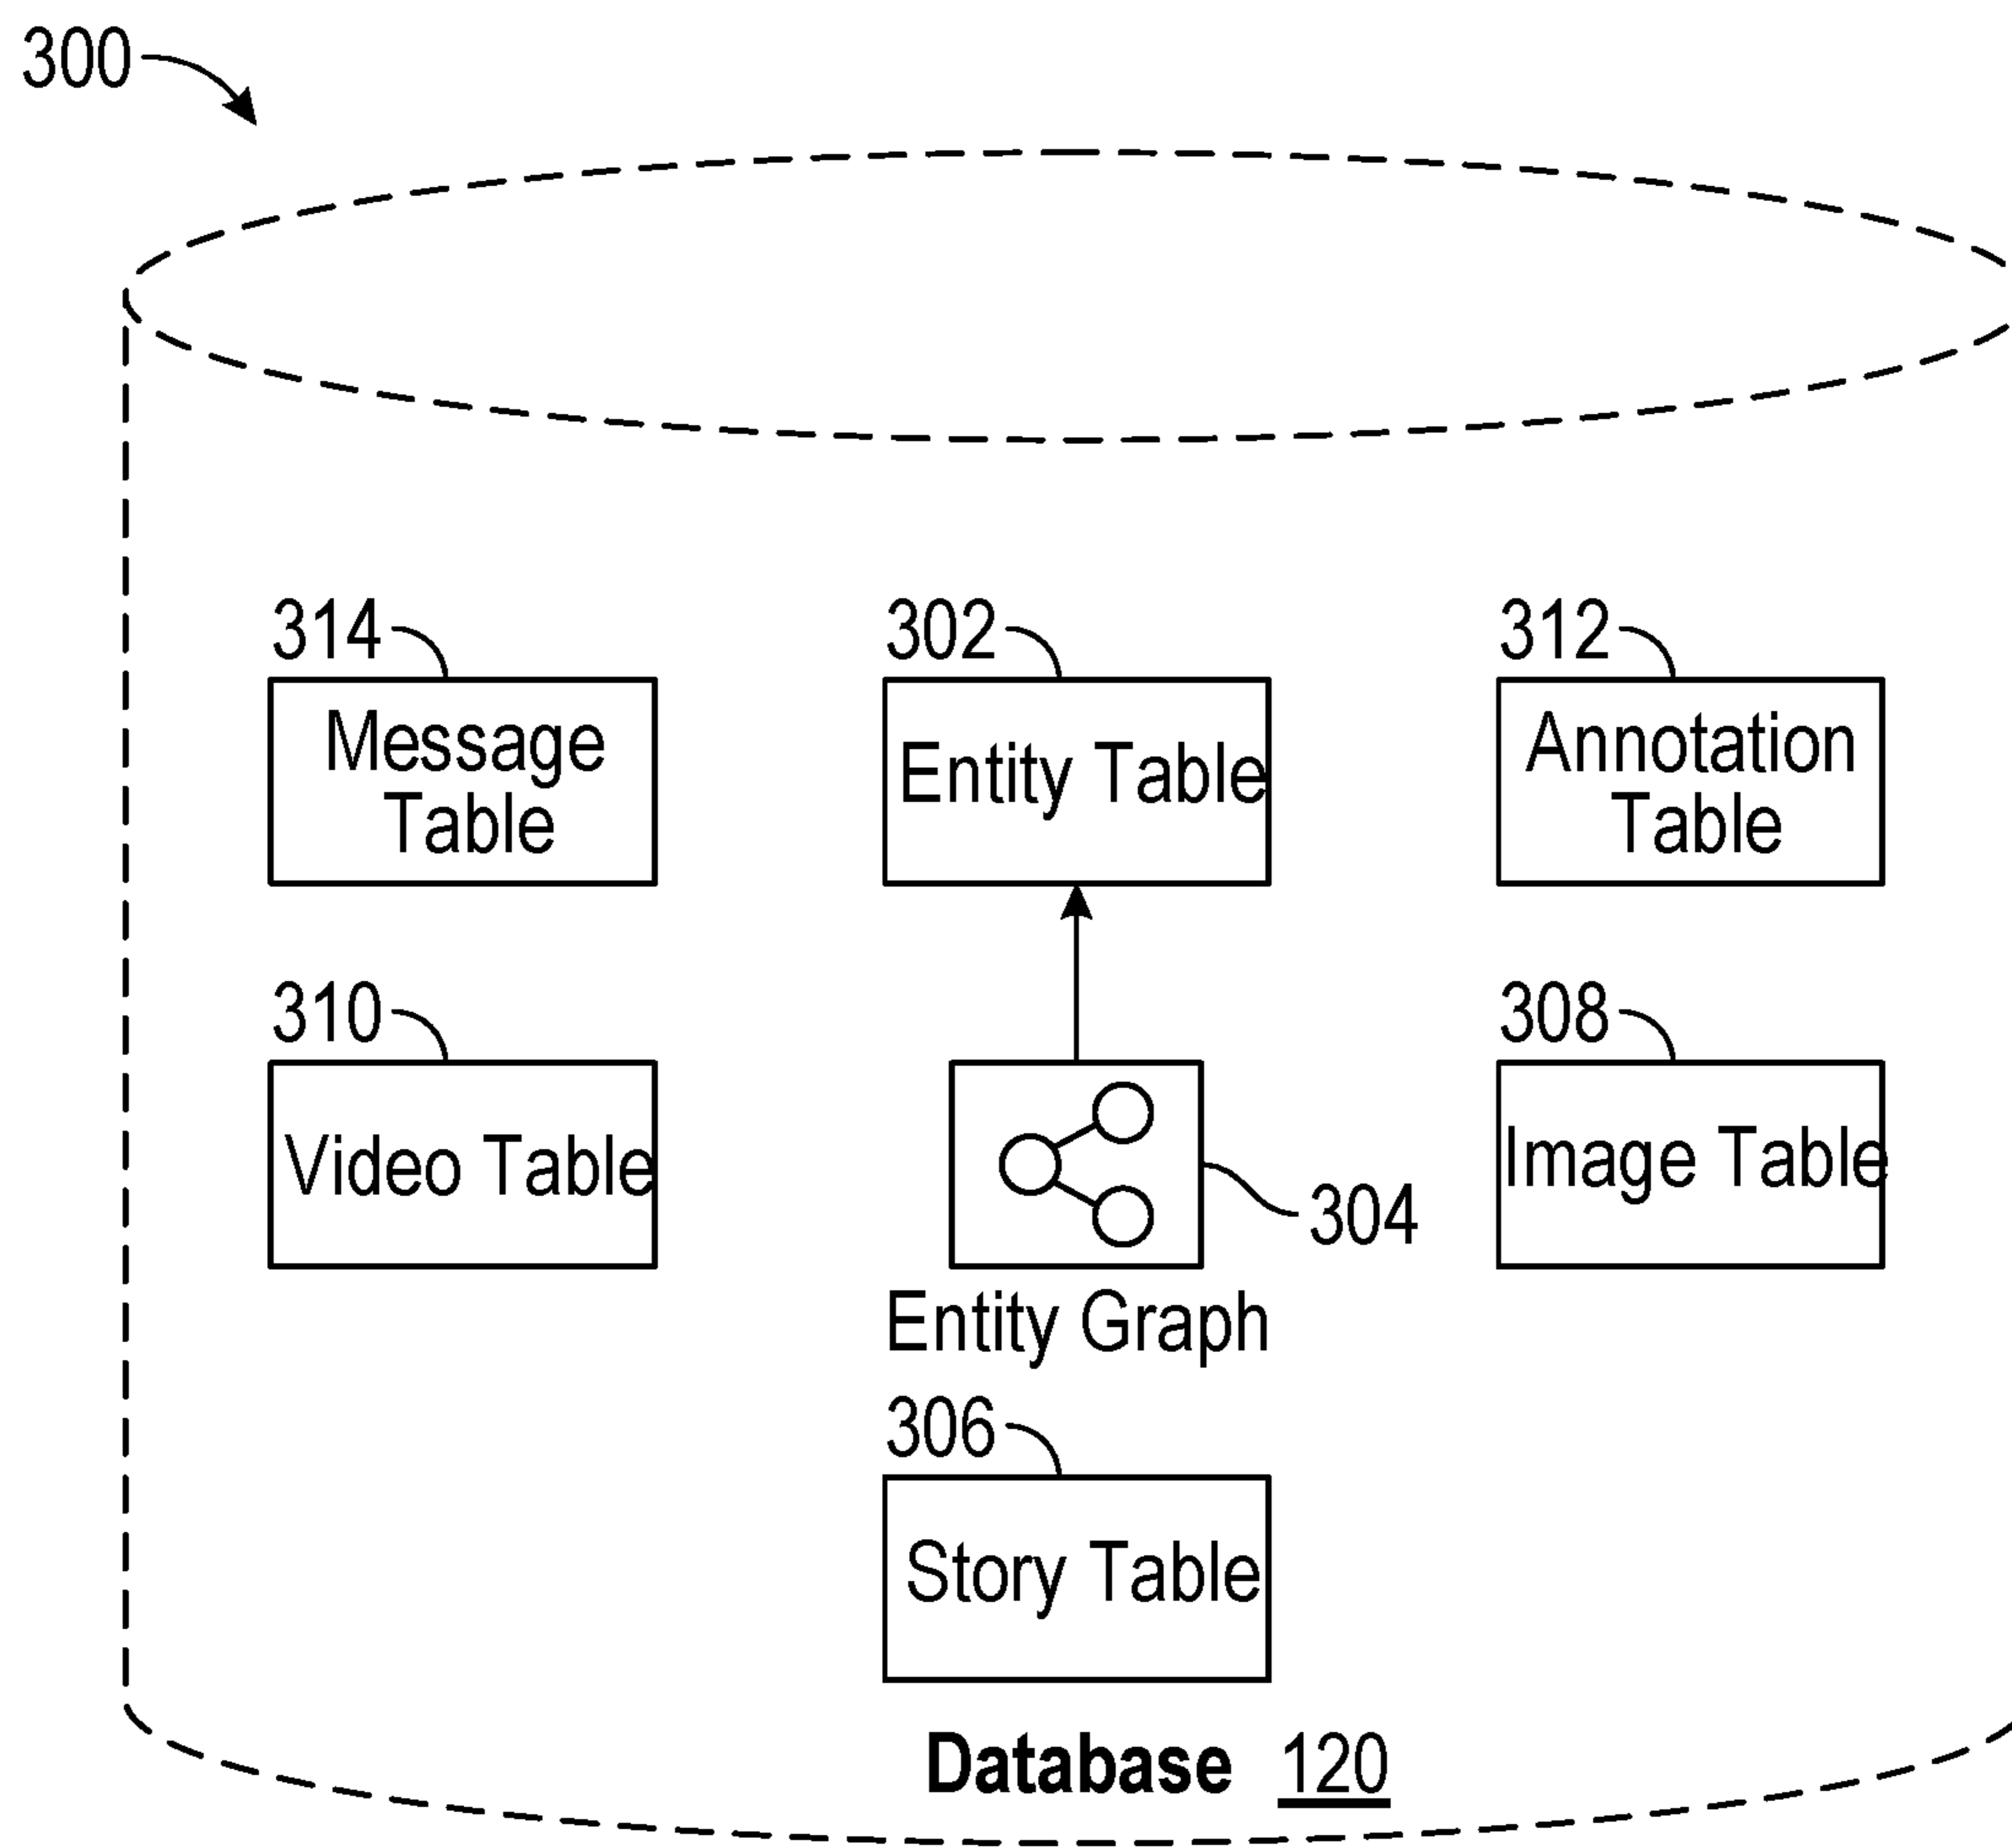 300
314
302
312
Message
Table
Entity Table
Annotation
Table
310
308
Video Table
Image Table
304
Entity Graph
306
Story Table
Database 120